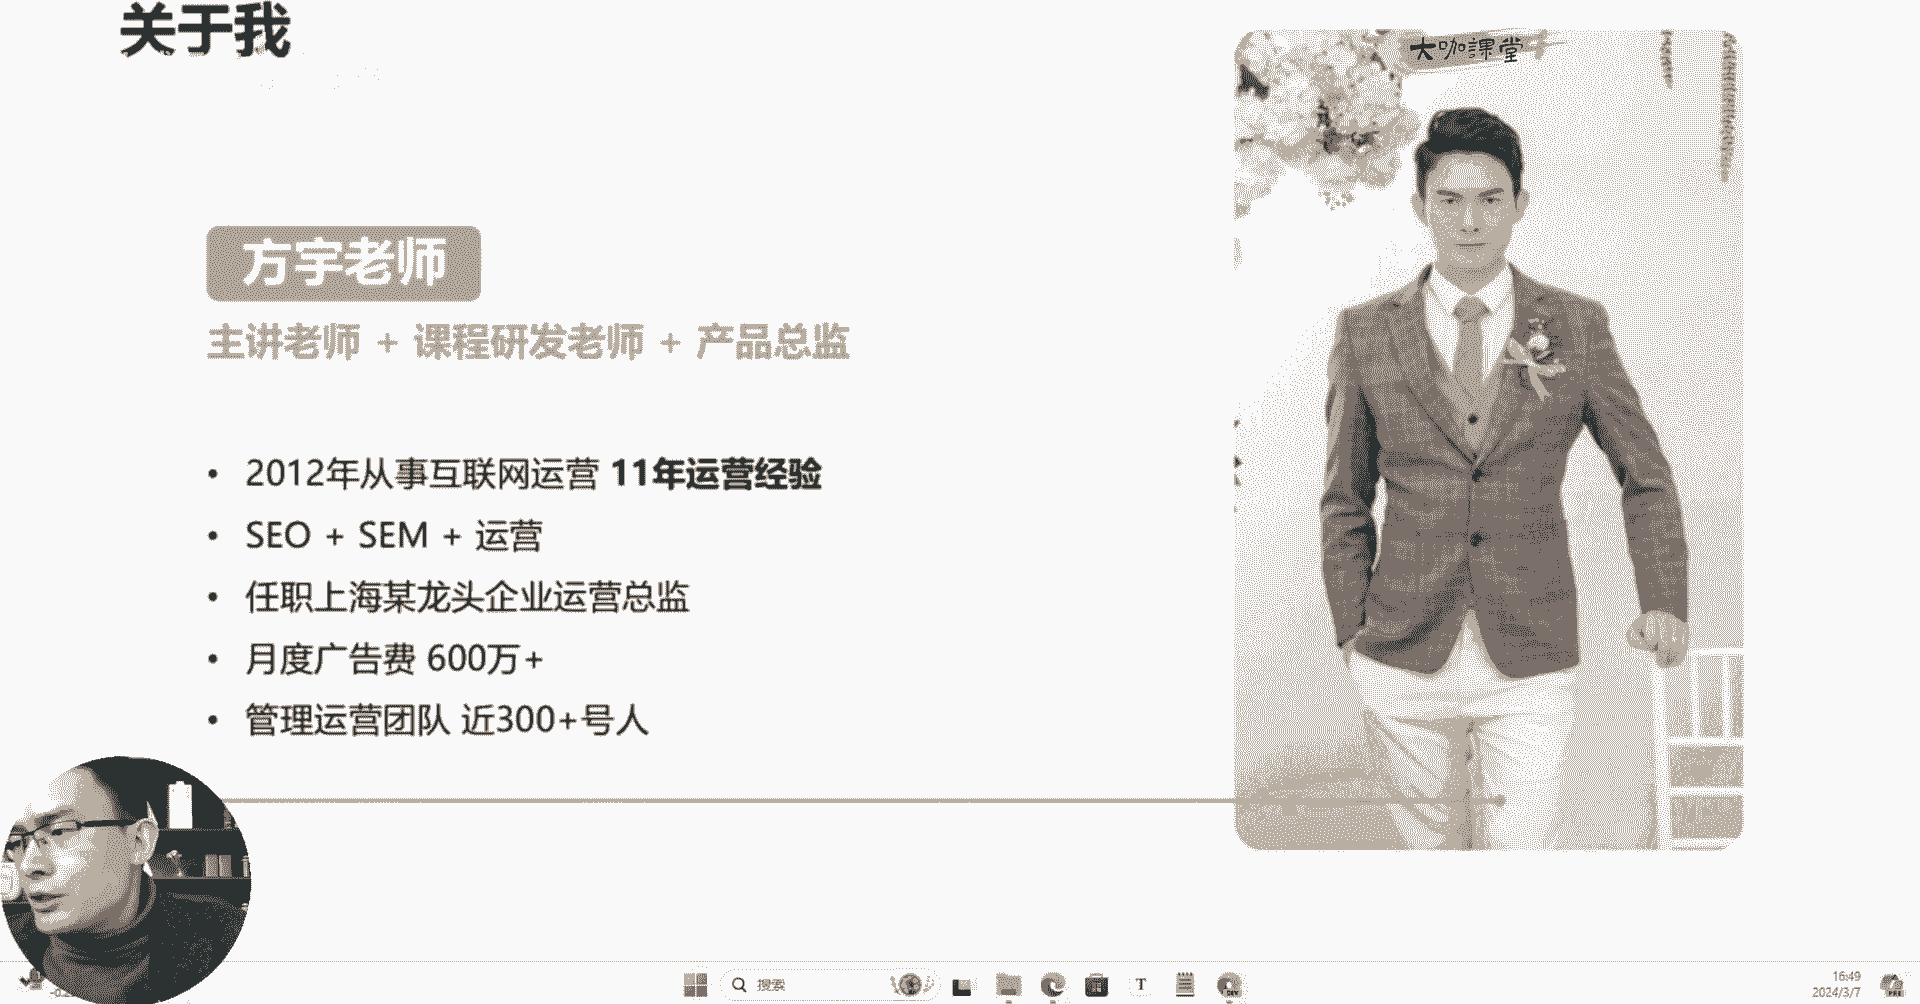 关于我
大咖課堂
方宇老师
主讲老师 + 课程研发老师 + 产品总监
• 2012年从事互联网运营 11年运营经验
• SEO + SEM + 运营
• 任职上海某龙头企业运营总监
• 月度广告费 600万+
• 管理运营团队 近300+号人
搜索
T
DEV
16:49
2024/3/7
PRE